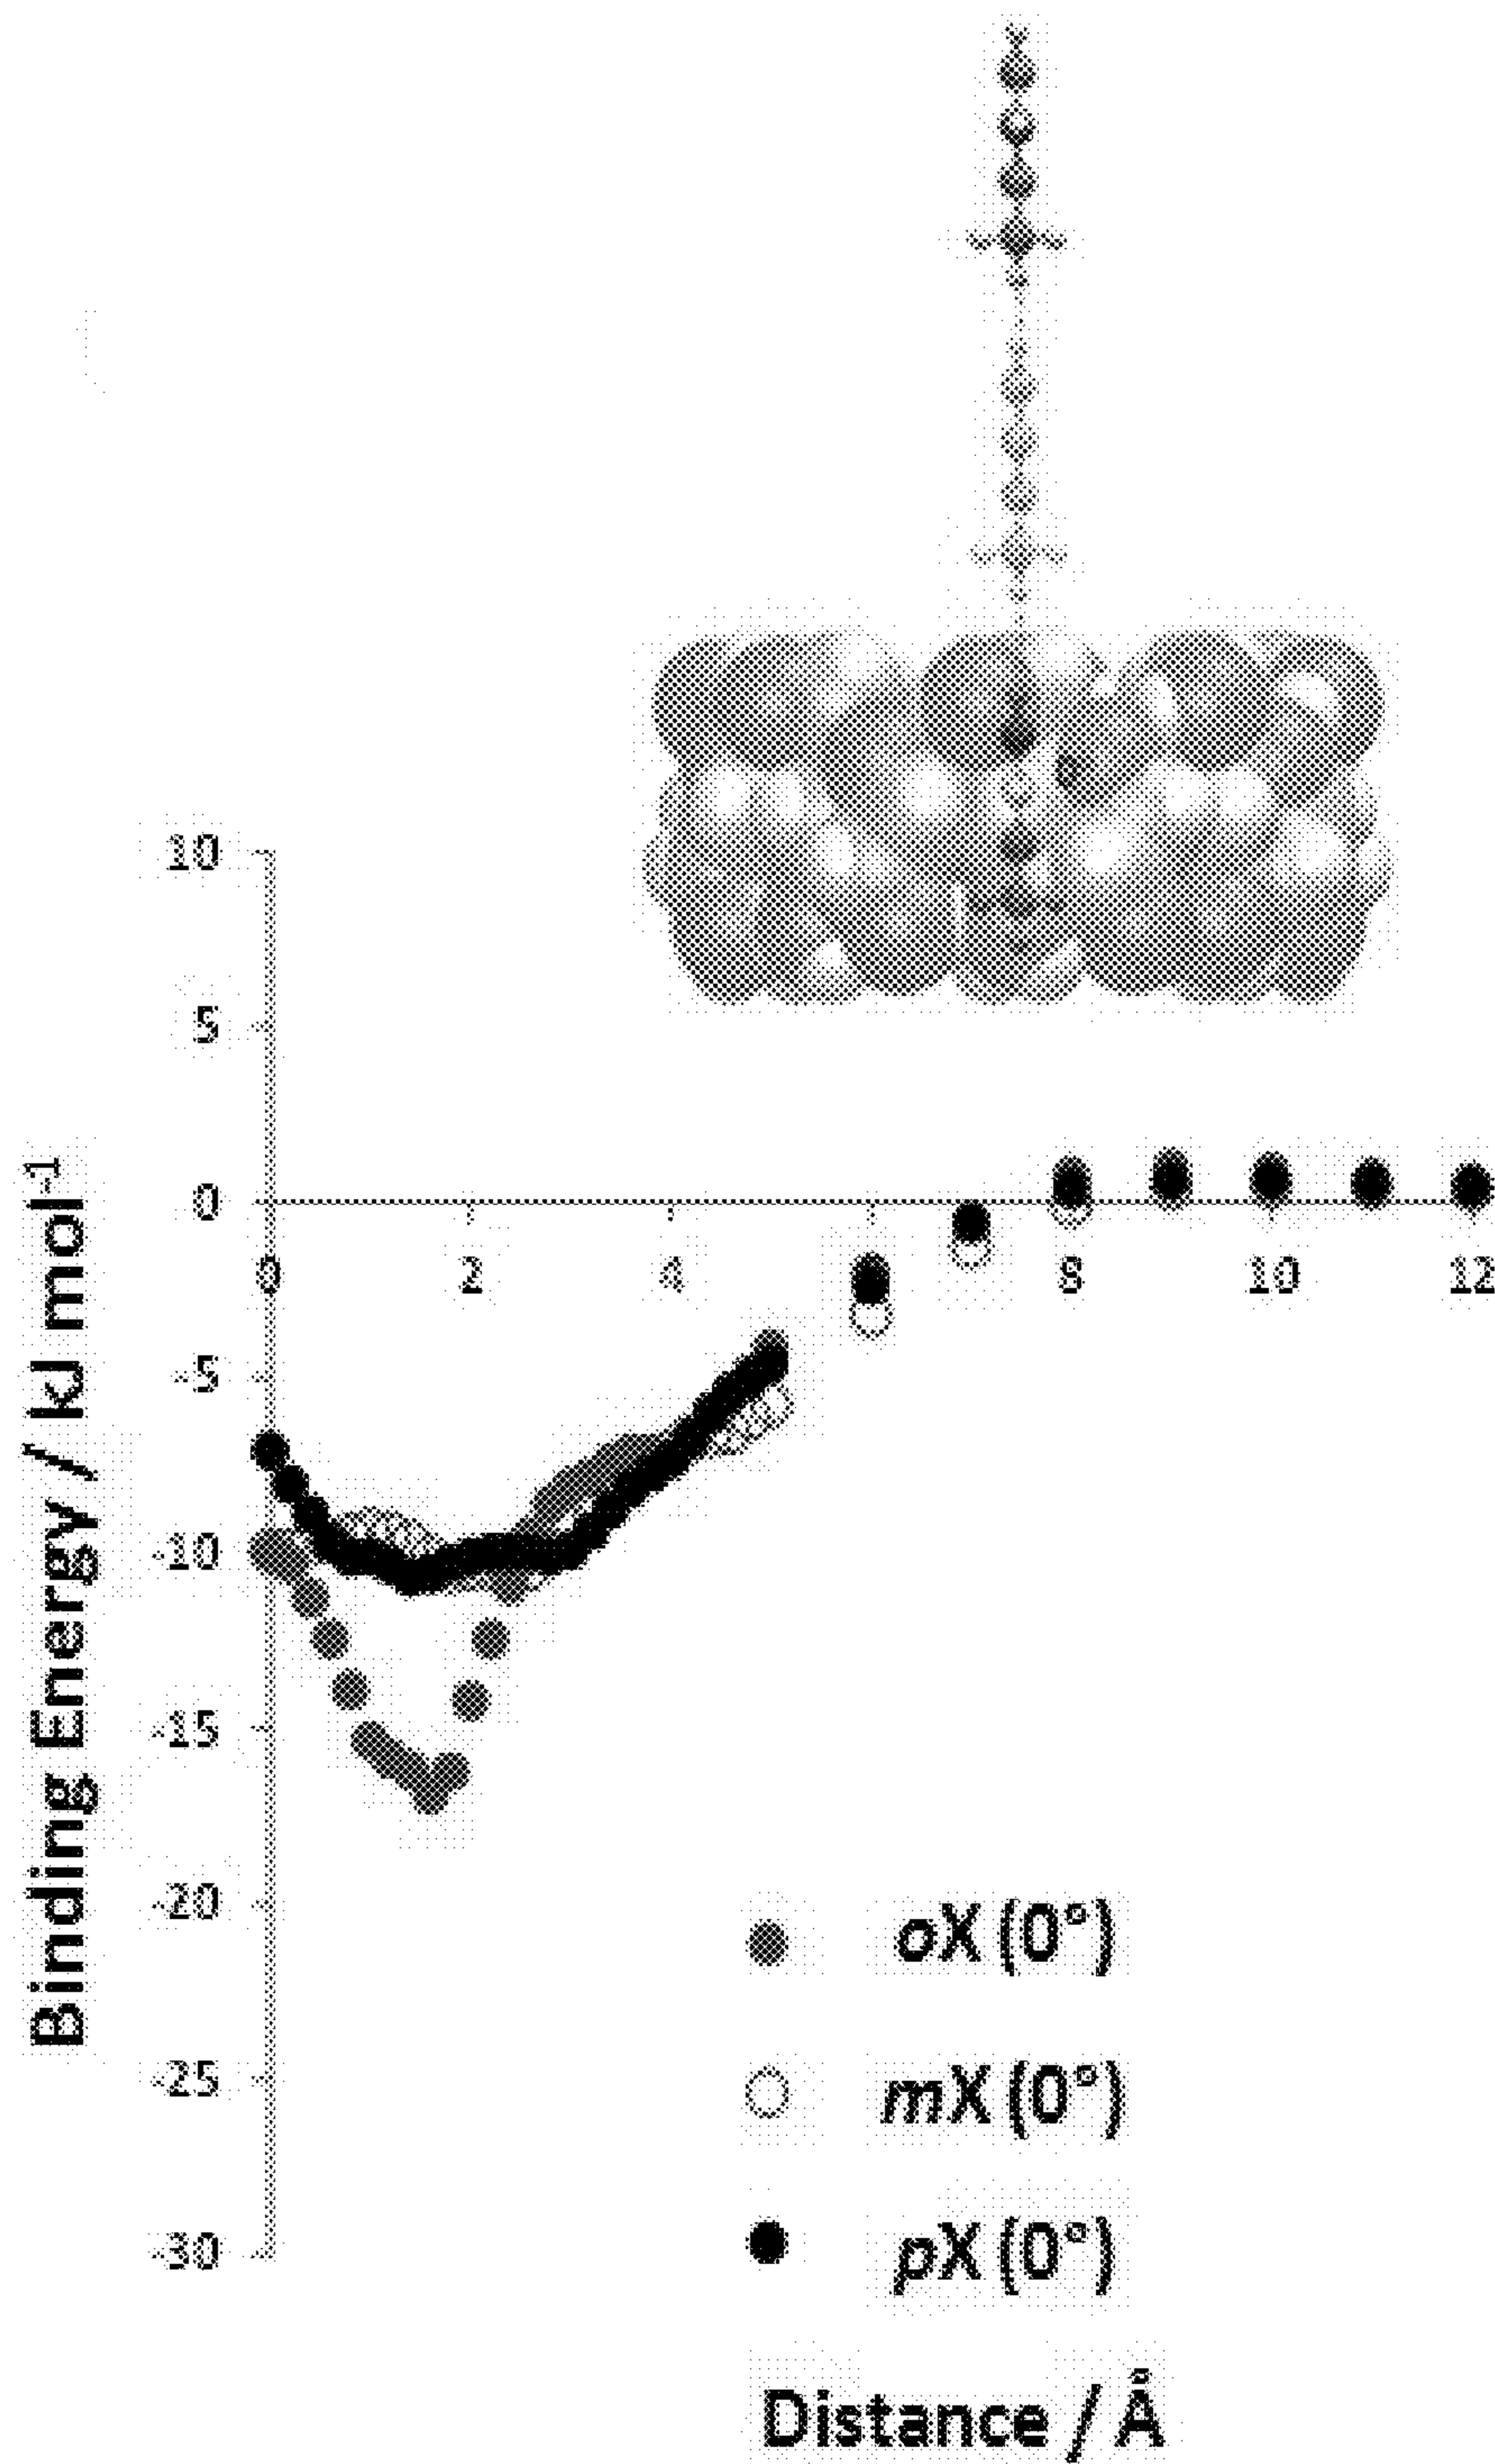 10
5
0
-5
-10
-15
-20
-25
-30
0 2 4 8 10 12
Binding Energy / kJ mol-1
oX (0°)
mX (0°)
pX (0°)
Distance / Å